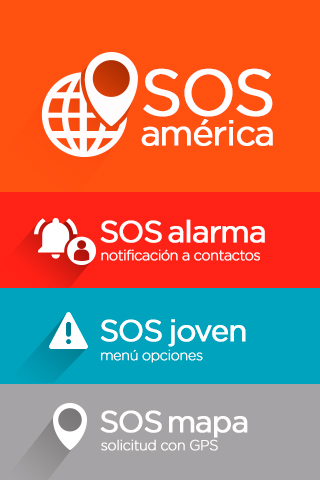 SOS
américa
SOS alarma
notificación a contactos
SOS joven
menú opciones
SOS mapa
solicitud con GPS